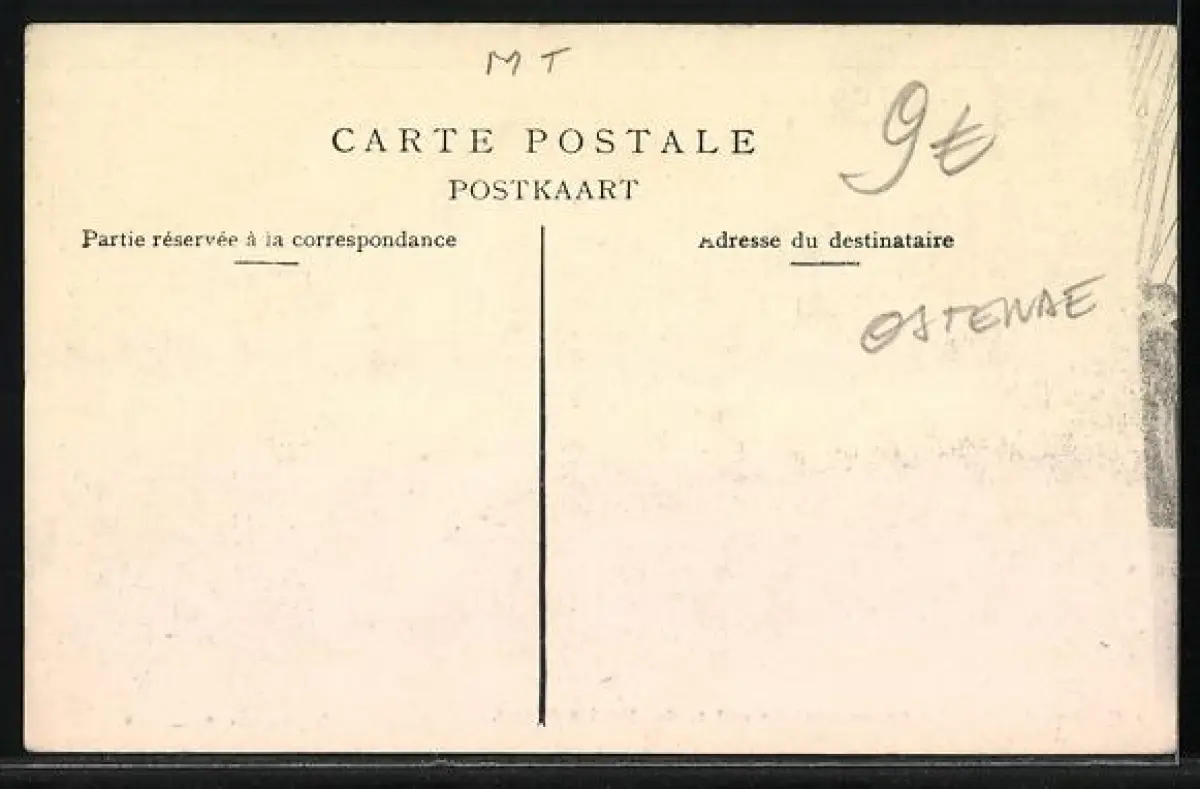 MT
CARTE POSTALE
9€
POSTKAART
Partie réservée à la correspondance
Adresse du destinataire
OSTENDE